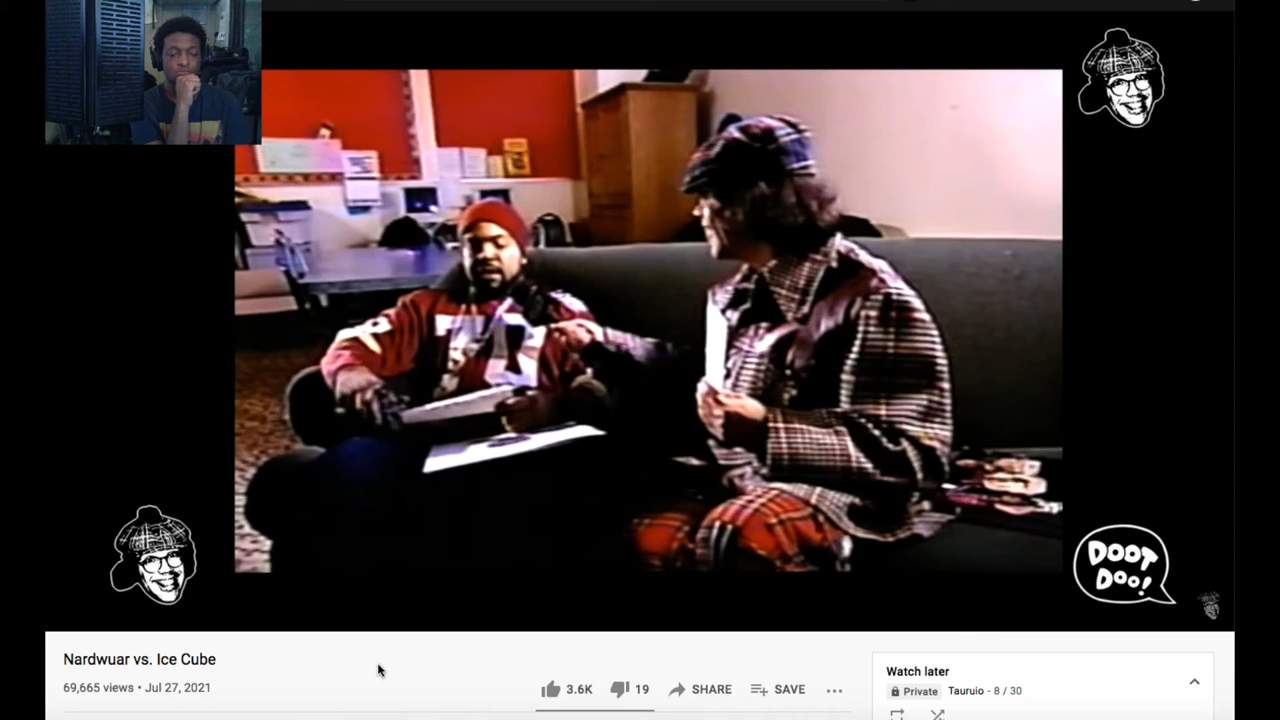 DOOT
DOO!
Nardwuar vs. Ice Cube
69,665 views • Jul 27, 2021
3.6K
19
SHARE
SAVE
Watch later
Private
Tauruio - 8 / 30